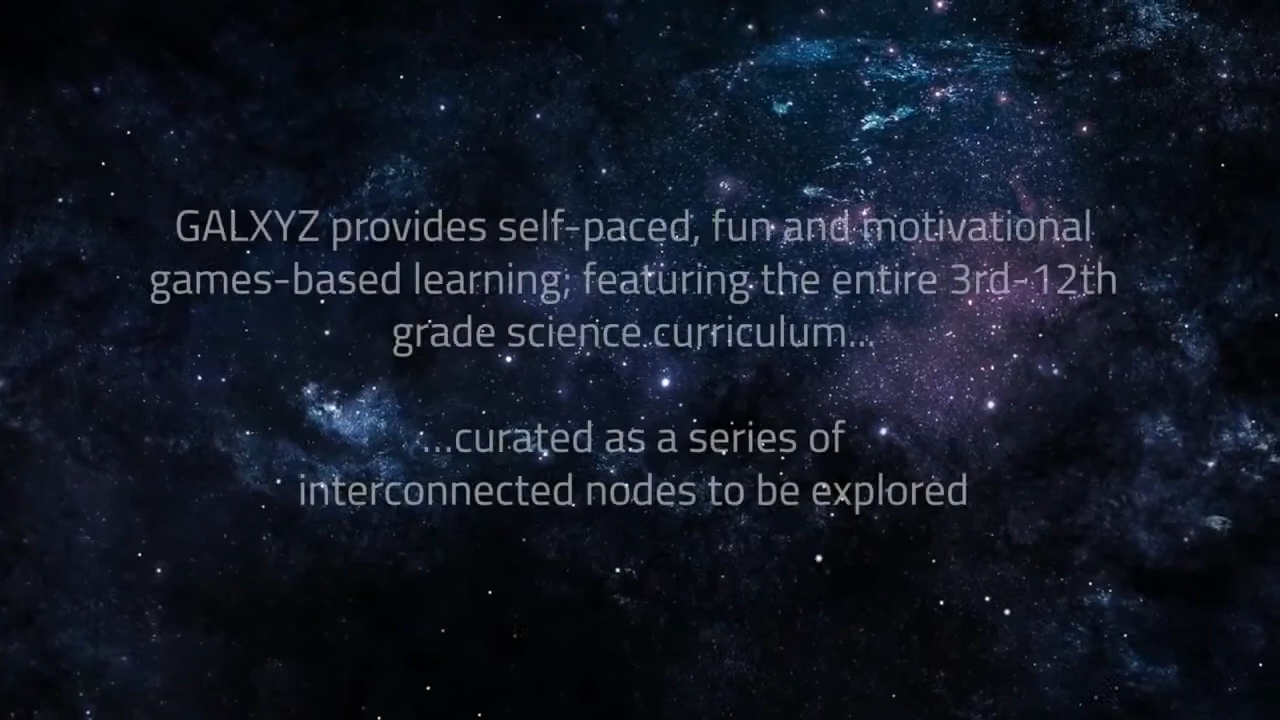 GALXYZ provides self-paced, fun and motivational
games-based learning; featuring the entire 3rd-12th
grade science curriculum...
...curated as a series of
interconnected nodes to be explored